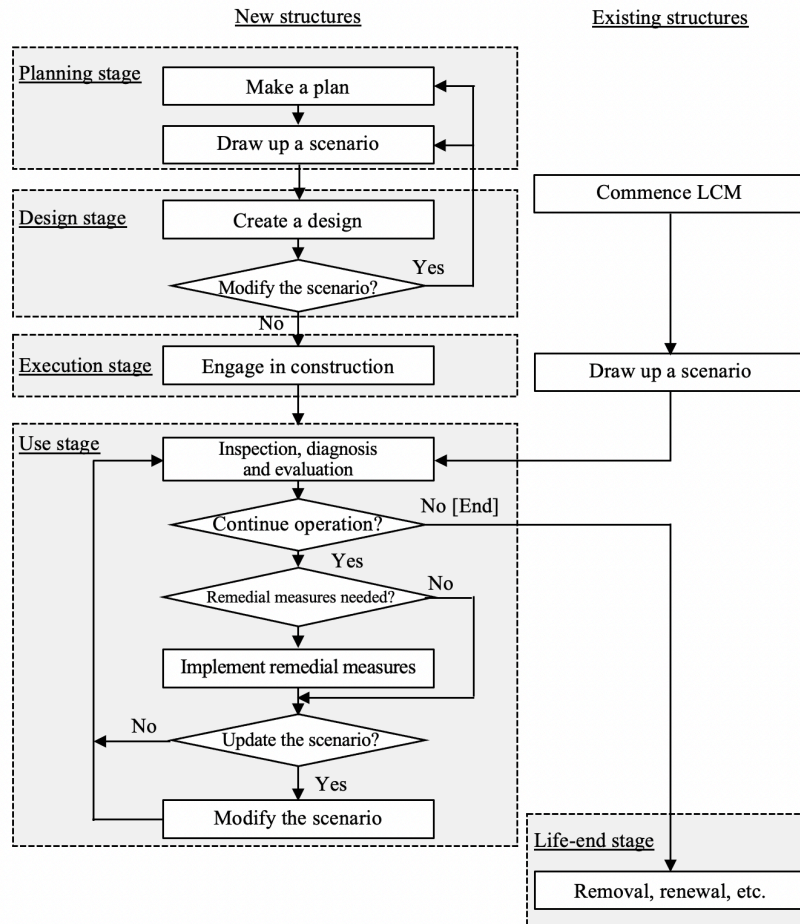 New structures
Existing structures
Planning stage
Make a plan
Draw up a scenario
Commence LCM
Design stage
Create a design
Yes
Modify the scenario?
No
Execution stage
Engage in construction
Draw up a scenario
Use stage
Inspection, diagnosis
and evaluation
No [End]
Continue operation?
Yes
No
Remedial measures needed?
Implement remedial measures
No
Update the scenario?
Yes
Modify the scenario
Life-end stage
Removal, renewal, etc.